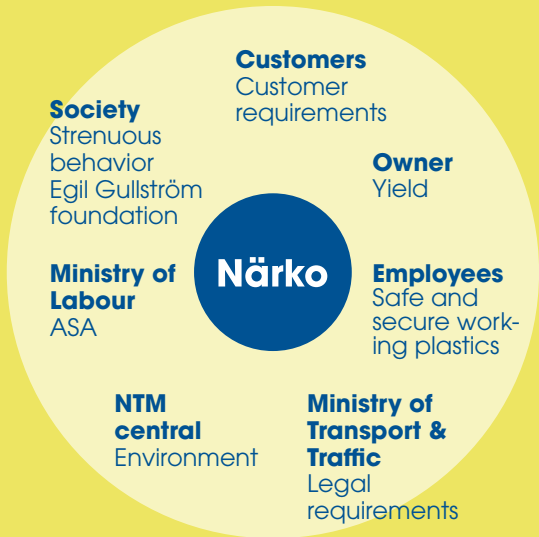 Customers
Customer
requirements
Society
Strenuous
behavior
Egil Gullström
foundation
Owner
Yield
Närko
Ministry of
Labour
ASA
Employees
Safe and
secure work-
ing plastics
NTM
central
Environment
Ministry of
Transport &
Traffic
Legal
requirements